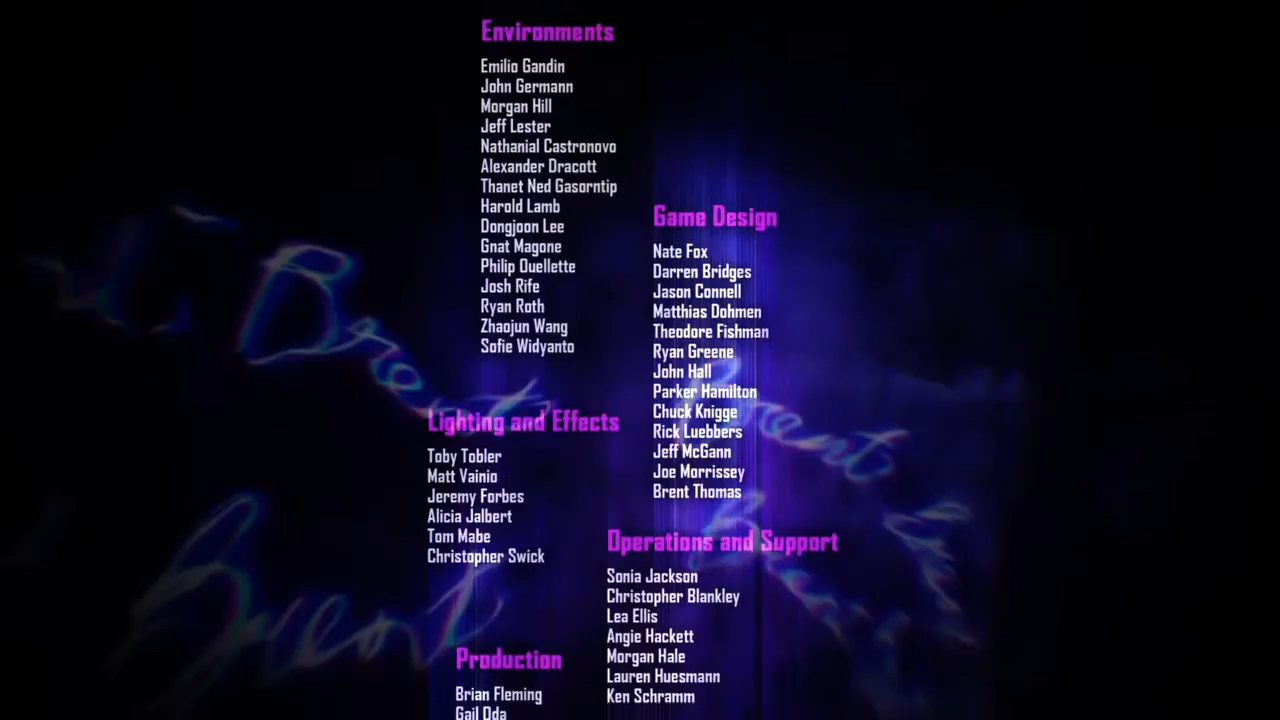 Environments
Emilio Gandin
John Germann
Morgan Hill
Jeff Lester
Nathanial Castronovo
Alexander Dracott
Thanet Ned Gasorntip
Harold Lamb
Dongjoon Lee
Gnat Magone
Philip Ouellette
Josh Rife
Ryan Roth
Zhaojun Wang
Sofie Widyanto
Game Design
Nate Fox
Darren Bridges
Jason Connell
Matthias Dohmen
Theodore Fishman
Ryan Greene
John Hall
Parker Hamilton
Chuck Knigge
Rick Luebbers
Jeff McGann
Joe Morrissey
Brent Thomas
Lighting and Effects
Toby Tobler
Matt Vainio
Jeremy Forbes
Alicia Jalbert
Tom Mabe
Christopher Swick
Operations and Support
Sonia Jackson
Christopher Blankley
Lea Ellis
Angie Hackett
Morgan Hale
Lauren Huesmann
Ken Schramm
Production
Brian Fleming
Gail Oda
Brent
Brent
Brent